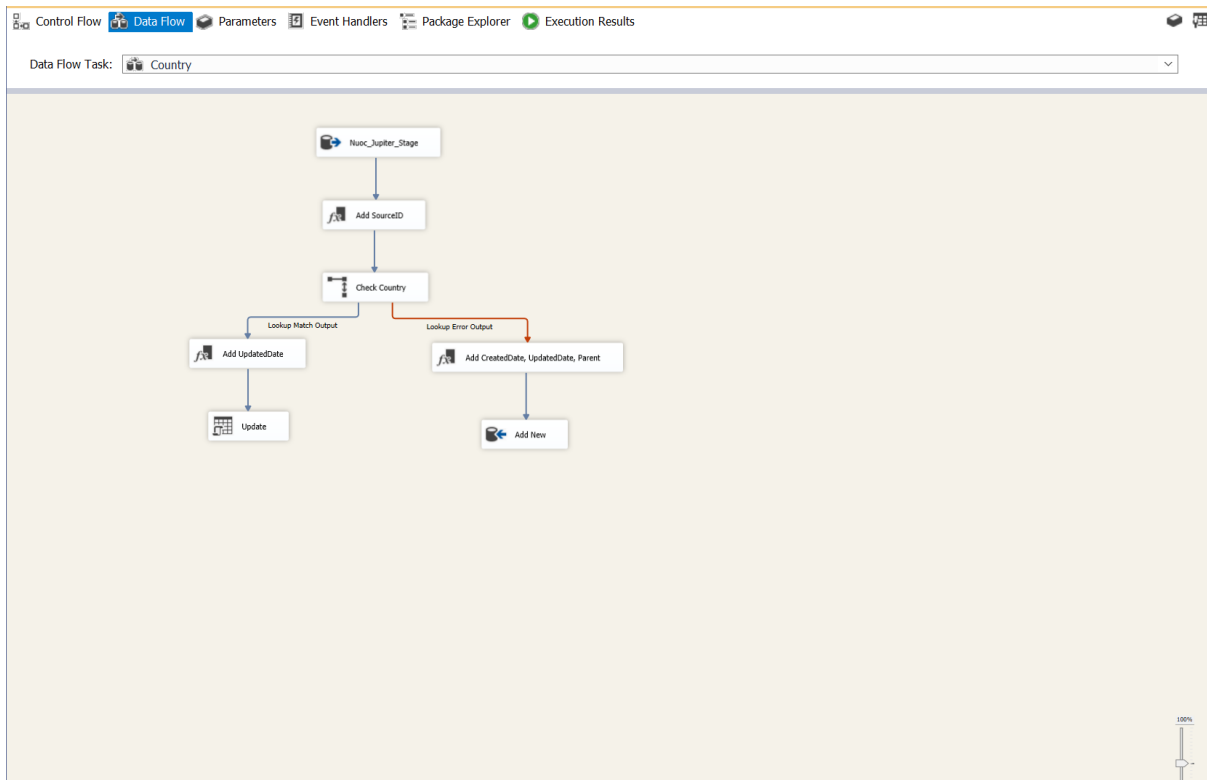 Control Flow
Data Flow
Parameters
Event Handlers
Package Explorer
Execution Results
Data Flow Task:
Country
Nuoc_Jupiter_Stage
Add SourceID
Check Country
Lookup Match Output
Lookup Error Output
Add UpdatedDate
Add CreatedDate, UpdatedDate, Parent
Update
Add New
100%